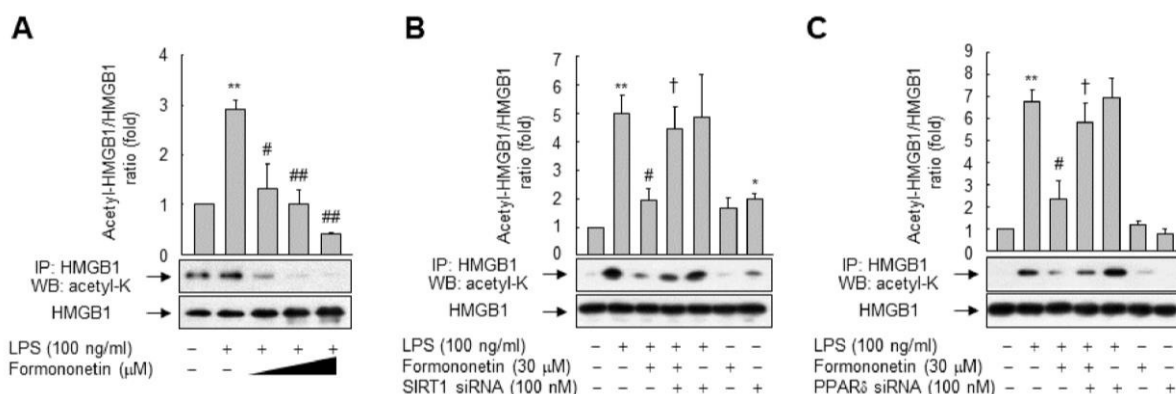 A
Acetyl-HMGB1/HMGB1
ratio (fold)
4
3
2
1
0
**
#
##
##
IP: HMGB1
WB: acetyl-K
HMGB1
LPS (100 ng/ml) – + + + +
Formononetin (μM) – –
B
Acetyl-HMGB1/HMGB1
ratio (fold)
7
6
5
4
3
2
1
0
**
#
†
*
IP: HMGB1
WB: acetyl-K
HMGB1
LPS (100 ng/ml) – + + + + – –
Formononetin (30 μM) – – + + – + –
SIRT1 siRNA (100 nM) – – – + + – +
C
Acetyl-HMGB1/HMGB1
ratio (fold)
9
8
7
6
5
4
3
2
1
0
**
#
†
IP: HMGB1
WB: acetyl-K
HMGB1
LPS (100 ng/ml) – + + + + – –
Formononetin (30 μM) – – + + – + –
PPARδ siRNA (100 nM) – – – + + – +